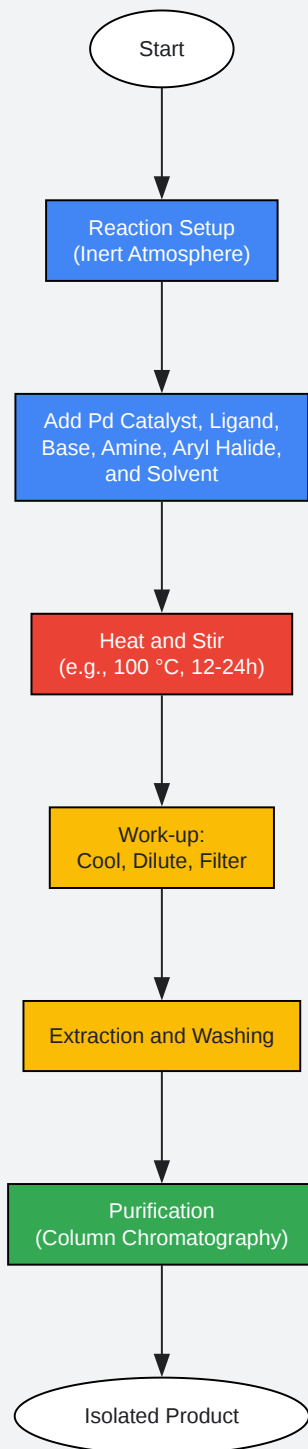 Start
Reaction Setup
(Inert Atmosphere)
Add Pd Catalyst, Ligand,
Base, Amine, Aryl Halide,
and Solvent
Heat and Stir
(e.g., 100 °C, 12-24h)
Work-up:
Cool, Dilute, Filter
Extraction and Washing
Purification
(Column Chromatography)
Isolated Product